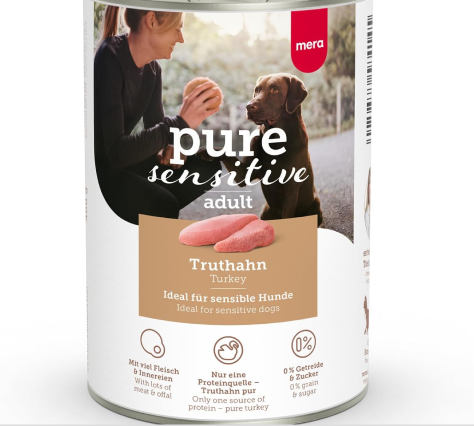 mera
pure
sensitive
adult
Truthahn
Turkey
Ideal für sensible Hunde
Ideal for sensitive dogs
Mit viel Fleisch
& Innereien
With lots of
meat & offal
Nur eine
Proteinquelle –
Truthahn pur
Only one source of
protein – pure turkey
0%
0% Getreide
& Zucker
0% grain
& sugar